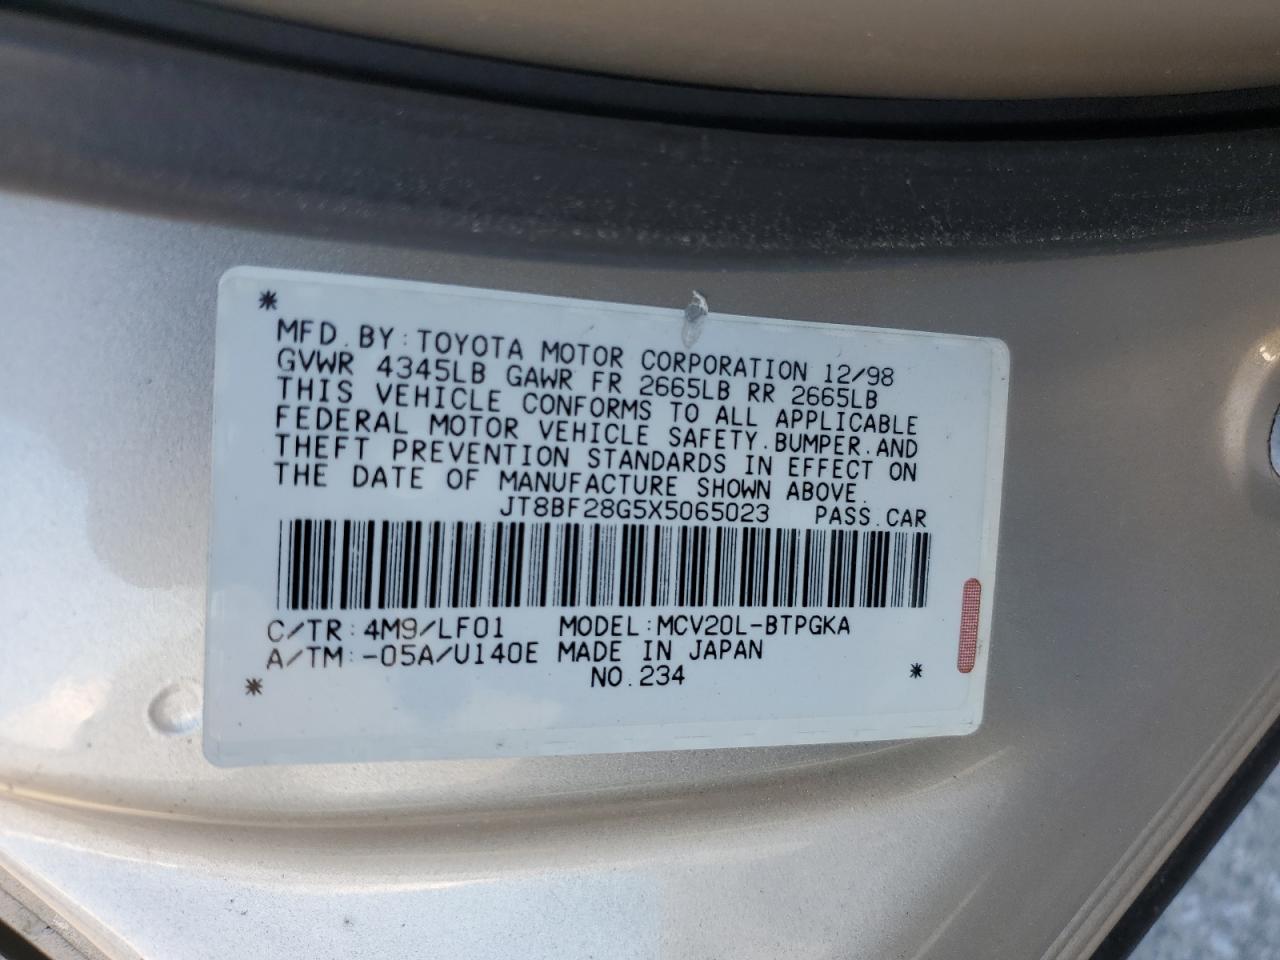 *
MFD. BY: TOYOTA MOTOR CORPORATION 12/98
GVWR 4345LB GAWR FR 2665LB RR 2665LB
THIS VEHICLE CONFORMS TO ALL APPLICABLE
FEDERAL MOTOR VEHICLE SAFETY. BUMPER. AND
THEFT PREVENTION STANDARDS IN EFFECT ON
THE DATE OF MANUFACTURE SHOWN ABOVE.
JT8BF28G5X5065023 PASS. CAR
C/TR: 4M9/LF01 MODEL: MCV20L-BTPGKA
A/TM: -05A/U140E MADE IN JAPAN
* NO. 234 *